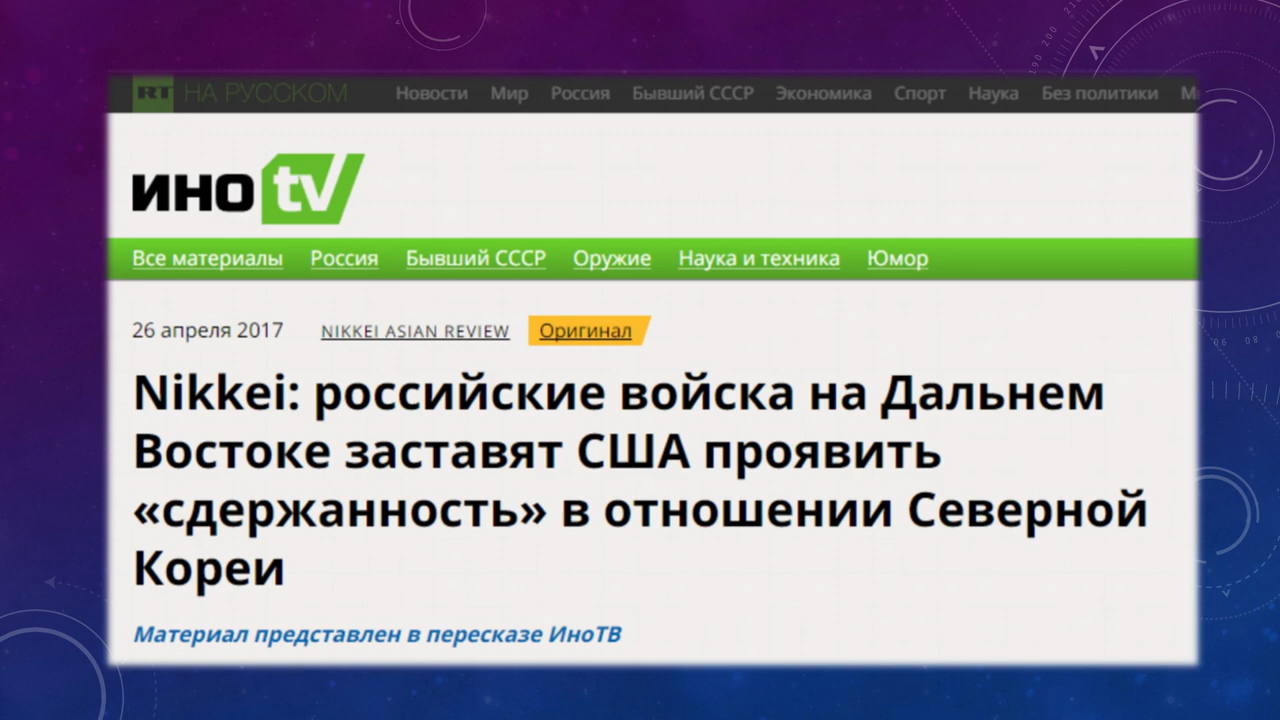 RT НА РУССКОМ Новости Мир Россия Бывший СССР Экономика Спорт Наука Без политики
ино tv
Все материалы Россия Бывший СССР Оружие Наука и техника Юмор
26 апреля 2017 NIKKEI ASIAN REVIEW Оригинал
Nikkei: российские войска на Дальнем
Востоке заставят США проявить
«сдержанность» в отношении Северной
Кореи
Материал представлен в пересказе ИноТВ
190 200